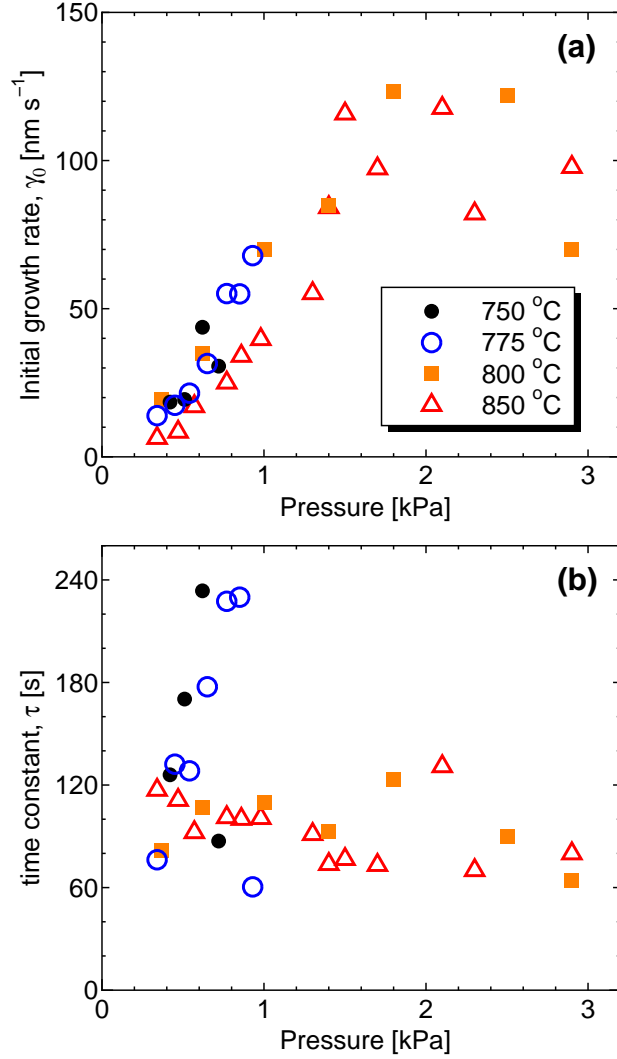 (a)
Initial growth rate, γ₀ [nm s⁻¹]
150
100
50
0
750 °C
775 °C
800 °C
850 °C
0 1 2 3
Pressure [kPa]
(b)
time constant, τ [s]
240
180
120
60
0
0 1 2 3
Pressure [kPa]